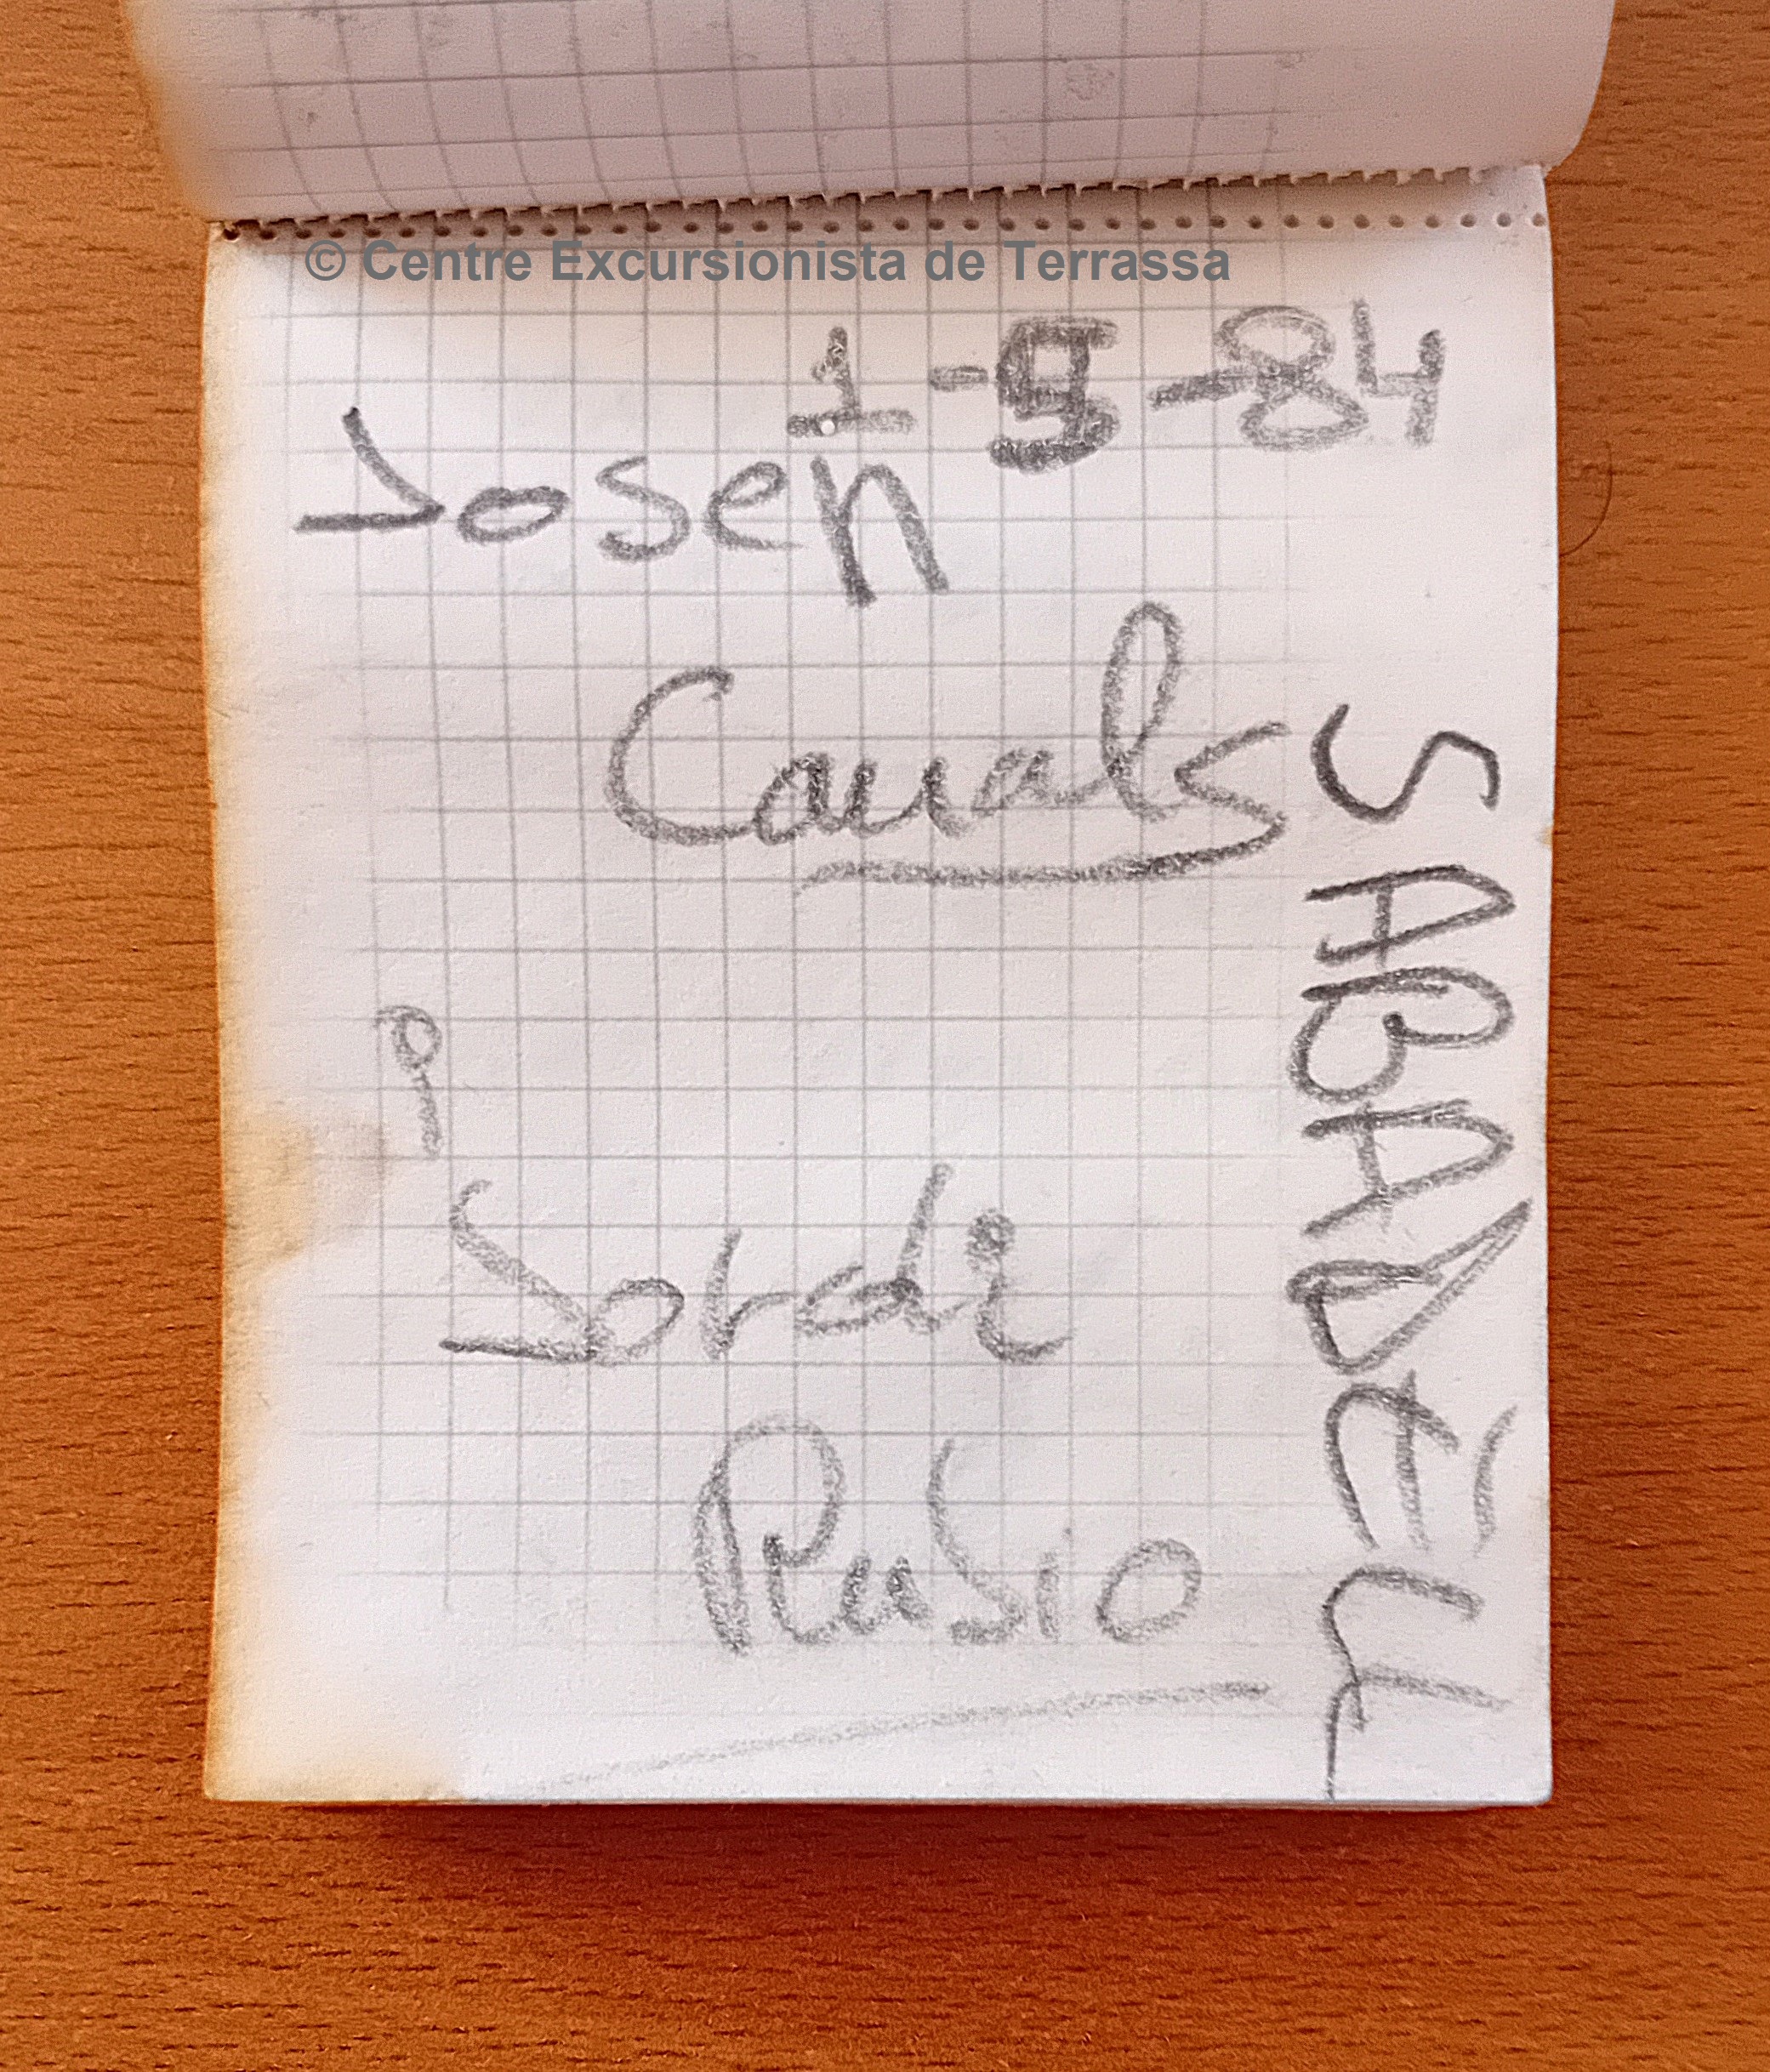 © Centre Excursionista de Terrassa
1-5-84
Josep
Canals
i
Jordi
Rubio
SABADELL